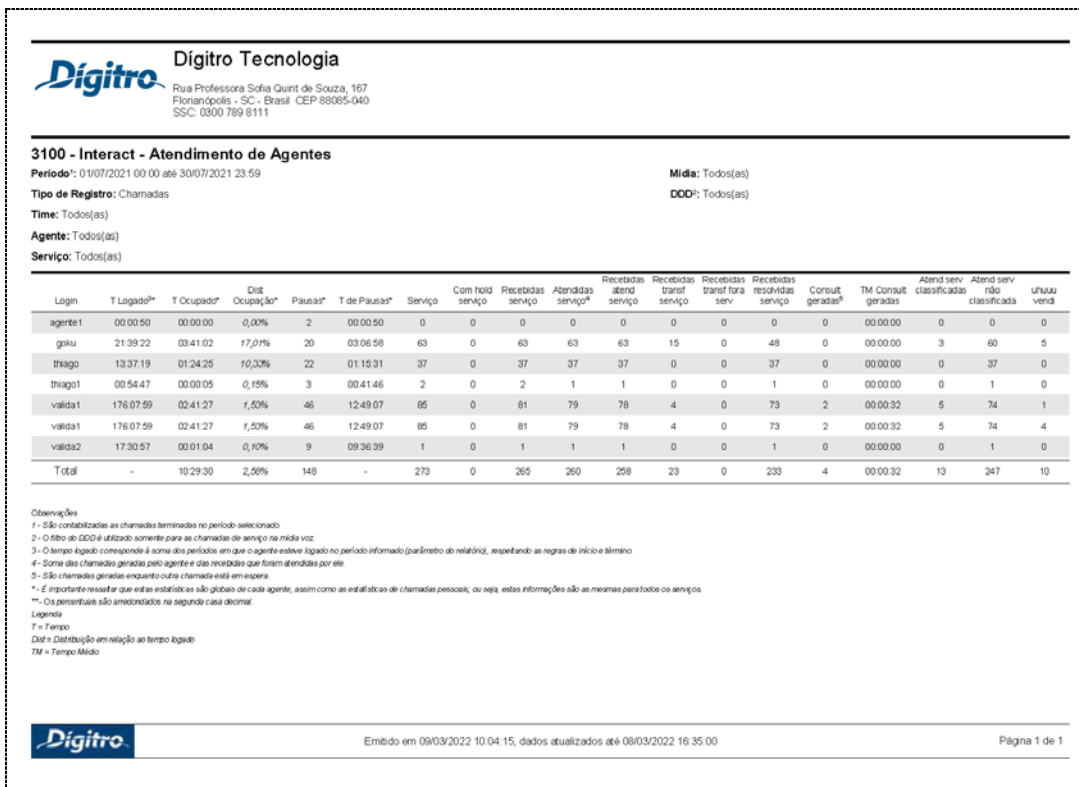 Dígitro
Dígitro Tecnologia
Rua Professora Sofia Quint de Souza, 167
Florianópolis - SC - Brasil CEP 88085-040
SSC: 0300 789 8111
3100 - Interact - Atendimento de Agentes
Período¹: 01/07/2021 00:00 até 30/07/2021 23:59 Mídia: Todos(as)
Tipo de Registro: Chamadas DDD²: Todos(as)
Time: Todos(as)
Agente: Todos(as)
Serviço: Todos(as)
Login T Logado³* T Ocupado* Dist Ocupação* Pausas* T de Pausas* Serviço Com hold serviço Recebidas serviço Atendidas serviço⁴ Recebidas atend serviço Recebidas transf serviço Recebidas transf fora serv Recebidas resolvidas serviço Consult geradas⁵ TM Consult geradas Atend serv classificadas Atend serv não classificada uhuuu vendi
agente1 00:00:50 00:00:00 0,00% 2 00:00:50 0 0 0 0 0 0 0 0 0 00:00:00 0 0 0
goku 21:39:22 03:41:02 17,01% 20 03:06:58 63 0 63 63 63 15 0 48 0 00:00:00 3 60 5
thiago 13:37:19 01:24:25 10,33% 22 01:15:31 37 0 37 37 37 0 0 37 0 00:00:00 0 37 0
thiago1 00:54:47 00:00:05 0,15% 3 00:41:46 2 0 2 1 1 0 0 1 0 00:00:00 0 1 0
valida1 176:07:59 02:41:27 1,53% 46 12:49:07 85 0 81 79 78 4 0 73 2 00:00:32 5 74 1
valida1 176:07:59 02:41:27 1,53% 46 12:49:07 85 0 81 79 78 4 0 73 2 00:00:32 5 74 4
valida2 17:30:57 00:01:04 0,10% 9 09:36:39 1 0 1 1 1 0 0 1 0 00:00:00 0 1 0
Total - 10:29:30 2,58% 148 - 273 0 265 260 258 23 0 233 4 00:00:32 13 247 10
Observações
1 - São contabilizadas as chamadas terminadas no período selecionado.
2 - O filtro do DDD é utilizado somente para as chamadas de serviço na mídia voz.
3 - O tempo logado corresponde à soma dos períodos em que o agente esteve logado no período informado (parâmetro do relatório), respeitando as regras de início e término.
4 - Soma das chamadas geradas pelo agente e das recebidas que foram atendidas por ele.
5 - São chamadas geradas enquanto outra chamada está em espera.
* - É importante ressaltar que estas estatísticas são globais de cada agente, assim como as estatísticas de chamadas pessoais; ou seja, estas informações são as mesmas para todos os serviços.
** - Os percentuais são arredondados na segunda casa decimal.
Legenda
T = Tempo
Dist = Distribuição em relação ao tempo logado
TM = Tempo Médio
Dígitro
Emitido em 09/03/2022 10:04:15, dados atualizados até 08/03/2022 16:35:00
Página 1 de 1